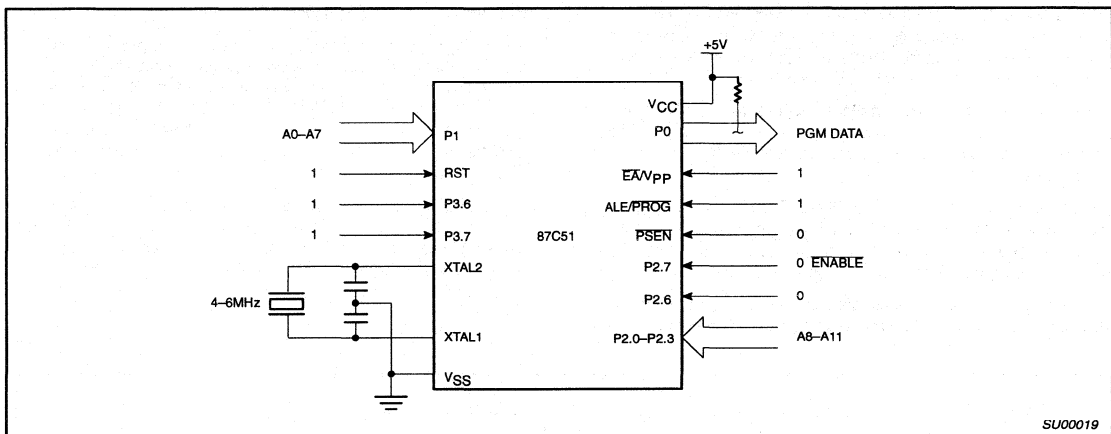 +5V
VCC
A0–A7
P1
P0
PGM DATA
1
RST
EA/VPP
1
1
P3.6
ALE/PROG
1
1
P3.7
87C51
PSEN
0
XTAL2
P2.7
0 ENABLE
4–6MHz
P2.6
0
XTAL1
P2.0–P2.3
A8–A11
VSS
SU00019